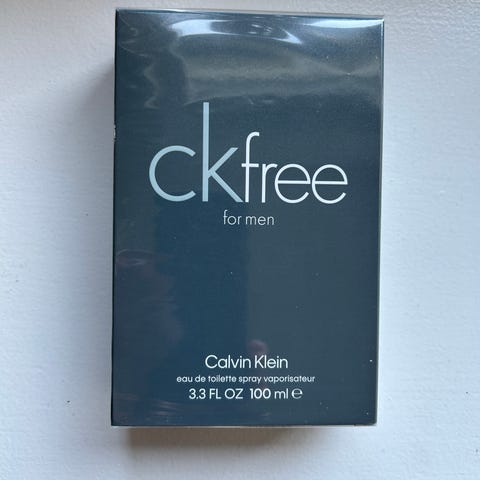 ckfree
for men
Calvin Klein
eau de toilette spray vaporisateur
3.3 FL OZ 100 ml ℮